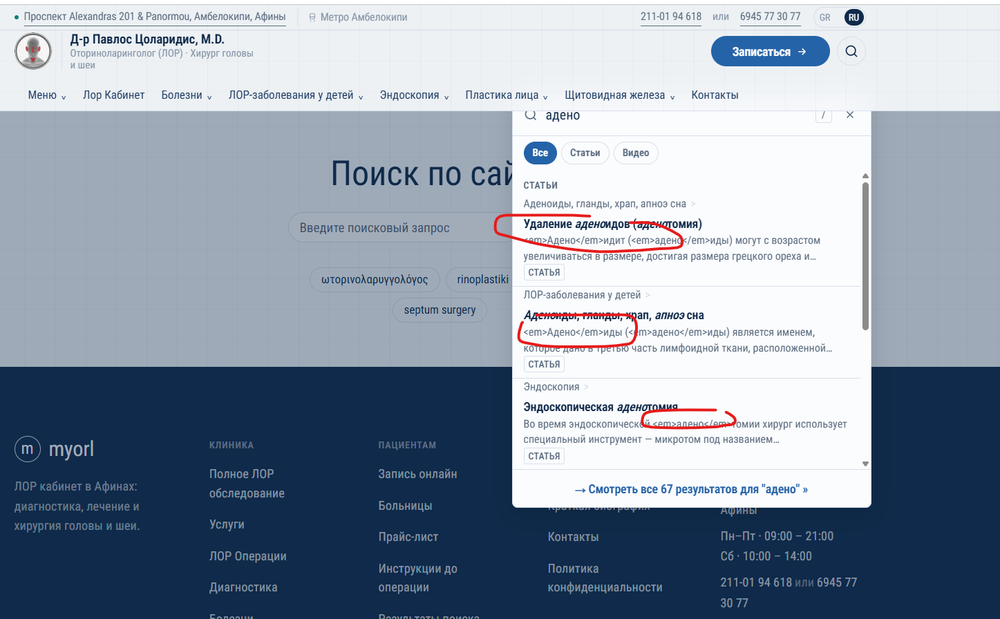 Проспект Alexandras 201 & Panormou, Амбелокипи, Афины
Метро Амбелокипи
211-01 94 618 или 6945 77 30 77
GR RU
Д-р Павлос Цоларидис, M.D.
Оториноларинголог (ЛОР) · Хирург головы
и шеи
Записаться →
Меню
Лор Кабинет
Болезни
ЛОР-заболевания у детей
Эндоскопия
Пластика лица
Щитовидная железа
Контакты
адено
/ ×
Все
Статьи
Видео
Поиск по сай
Введите поисковый запрос
ωτορινολαρυγγολόγος
rinoplastiki
septum surgery
СТАТЬИ
Аденоиды, гланды, храп, апноэ сна >
Удаление аденоидов (аденотомия)
<em>Адено</em>идит (<em>адено</em>иды) могут с возрастом
увеличиваться в размере, достигая размера грецкого ореха и...
СТАТЬЯ
ЛОР-заболевания у детей >
Аденоиды, гланды, храп, апноэ сна
<em>Адено</em>иды (<em>адено</em>иды) является именем,
которое дано в третью часть лимфоидной ткани, расположенной...
СТАТЬЯ
Эндоскопия >
Эндоскопическая аденотомия
Во время эндоскопической <em>адено</em>томии хирург использует
специальный инструмент — микротом под названием...
СТАТЬЯ
→ Смотреть все 67 результатов для "адено" »
m myorl
ЛОР кабинет в Афинах:
диагностика, лечение и
хирургия головы и шеи.
КЛИНИКА
Полное ЛОР
обследование
Услуги
ЛОР Операции
Диагностика
Болезни
ПАЦИЕНТАМ
Запись онлайн
Больницы
Прайс-лист
Инструкции до
операции
Результаты поиска
Краткая биография
Контакты
Политика
конфиденциальности
Афины
Пн–Пт · 09:00 – 21:00
Сб · 10:00 – 14:00
211-01 94 618 или 6945 77
30 77